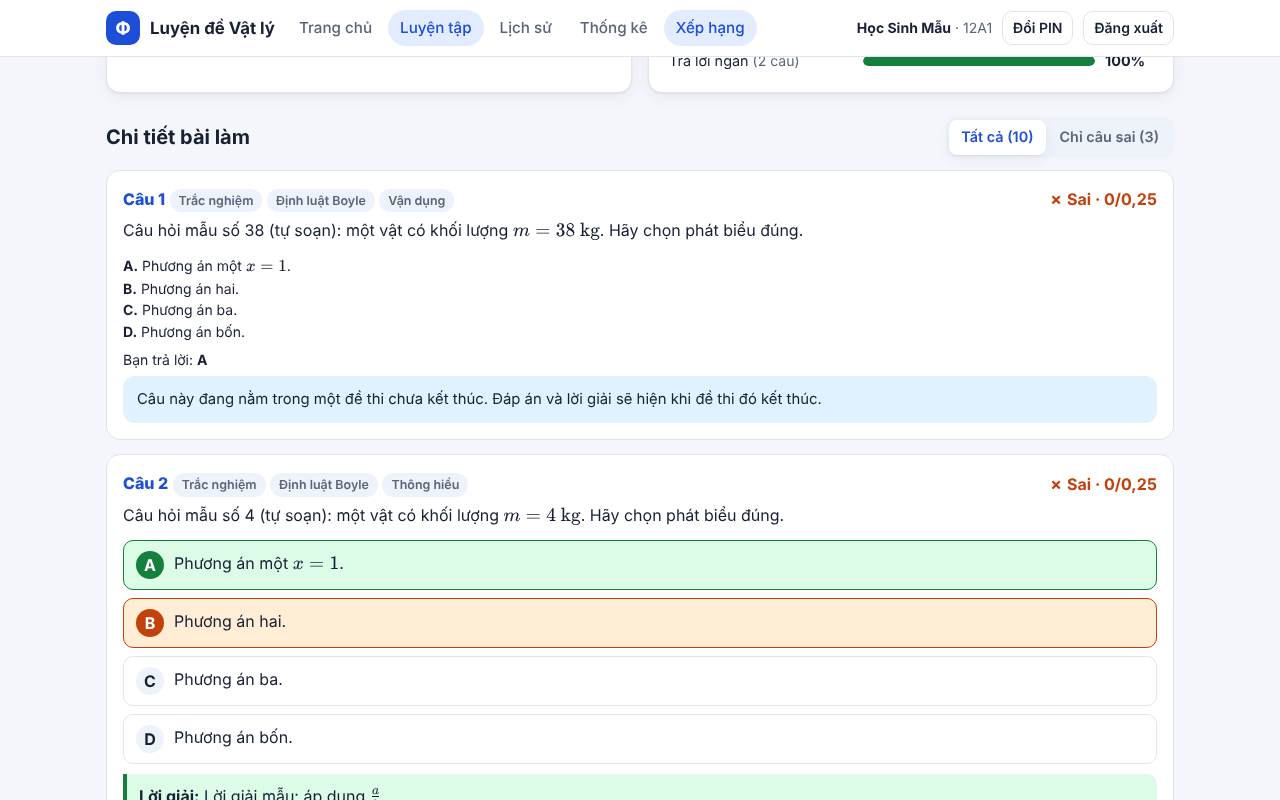 Φ Luyện đề Vật lý Trang chủ Luyện tập Lịch sử Thống kê Xếp hạng Học Sinh Mẫu · 12A1 Đổi PIN Đăng xuất
Trả lời ngắn (2 câu) 100%
Chi tiết bài làm Tất cả (10) Chỉ câu sai (3)
Câu 1 Trắc nghiệm Định luật Boyle Vận dụng × Sai · 0/0,25
Câu hỏi mẫu số 38 (tự soạn): một vật có khối lượng m = 38 kg. Hãy chọn phát biểu đúng.
A. Phương án một x = 1.
B. Phương án hai.
C. Phương án ba.
D. Phương án bốn.
Bạn trả lời: A
Câu này đang nằm trong một đề thi chưa kết thúc. Đáp án và lời giải sẽ hiện khi đề thi đó kết thúc.
Câu 2 Trắc nghiệm Định luật Boyle Thông hiểu × Sai · 0/0,25
Câu hỏi mẫu số 4 (tự soạn): một vật có khối lượng m = 4 kg. Hãy chọn phát biểu đúng.
A Phương án một x = 1.
B Phương án hai.
C Phương án ba.
D Phương án bốn.
Lời giải: Lời giải mẫu: áp dụng a